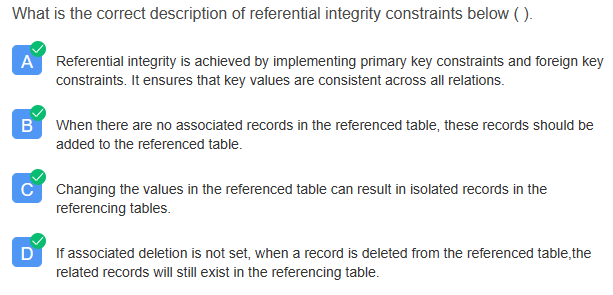 What is the correct description of referential integrity constraints below ( ).
A Referential integrity is achieved by implementing primary key constraints and foreign key
constraints. It ensures that key values are consistent across all relations.
B When there are no associated records in the referenced table, these records should be
added to the referenced table.
C Changing the values in the referenced table can result in isolated records in the
referencing tables.
D If associated deletion is not set, when a record is deleted from the referenced table,the
related records will still exist in the referencing table.